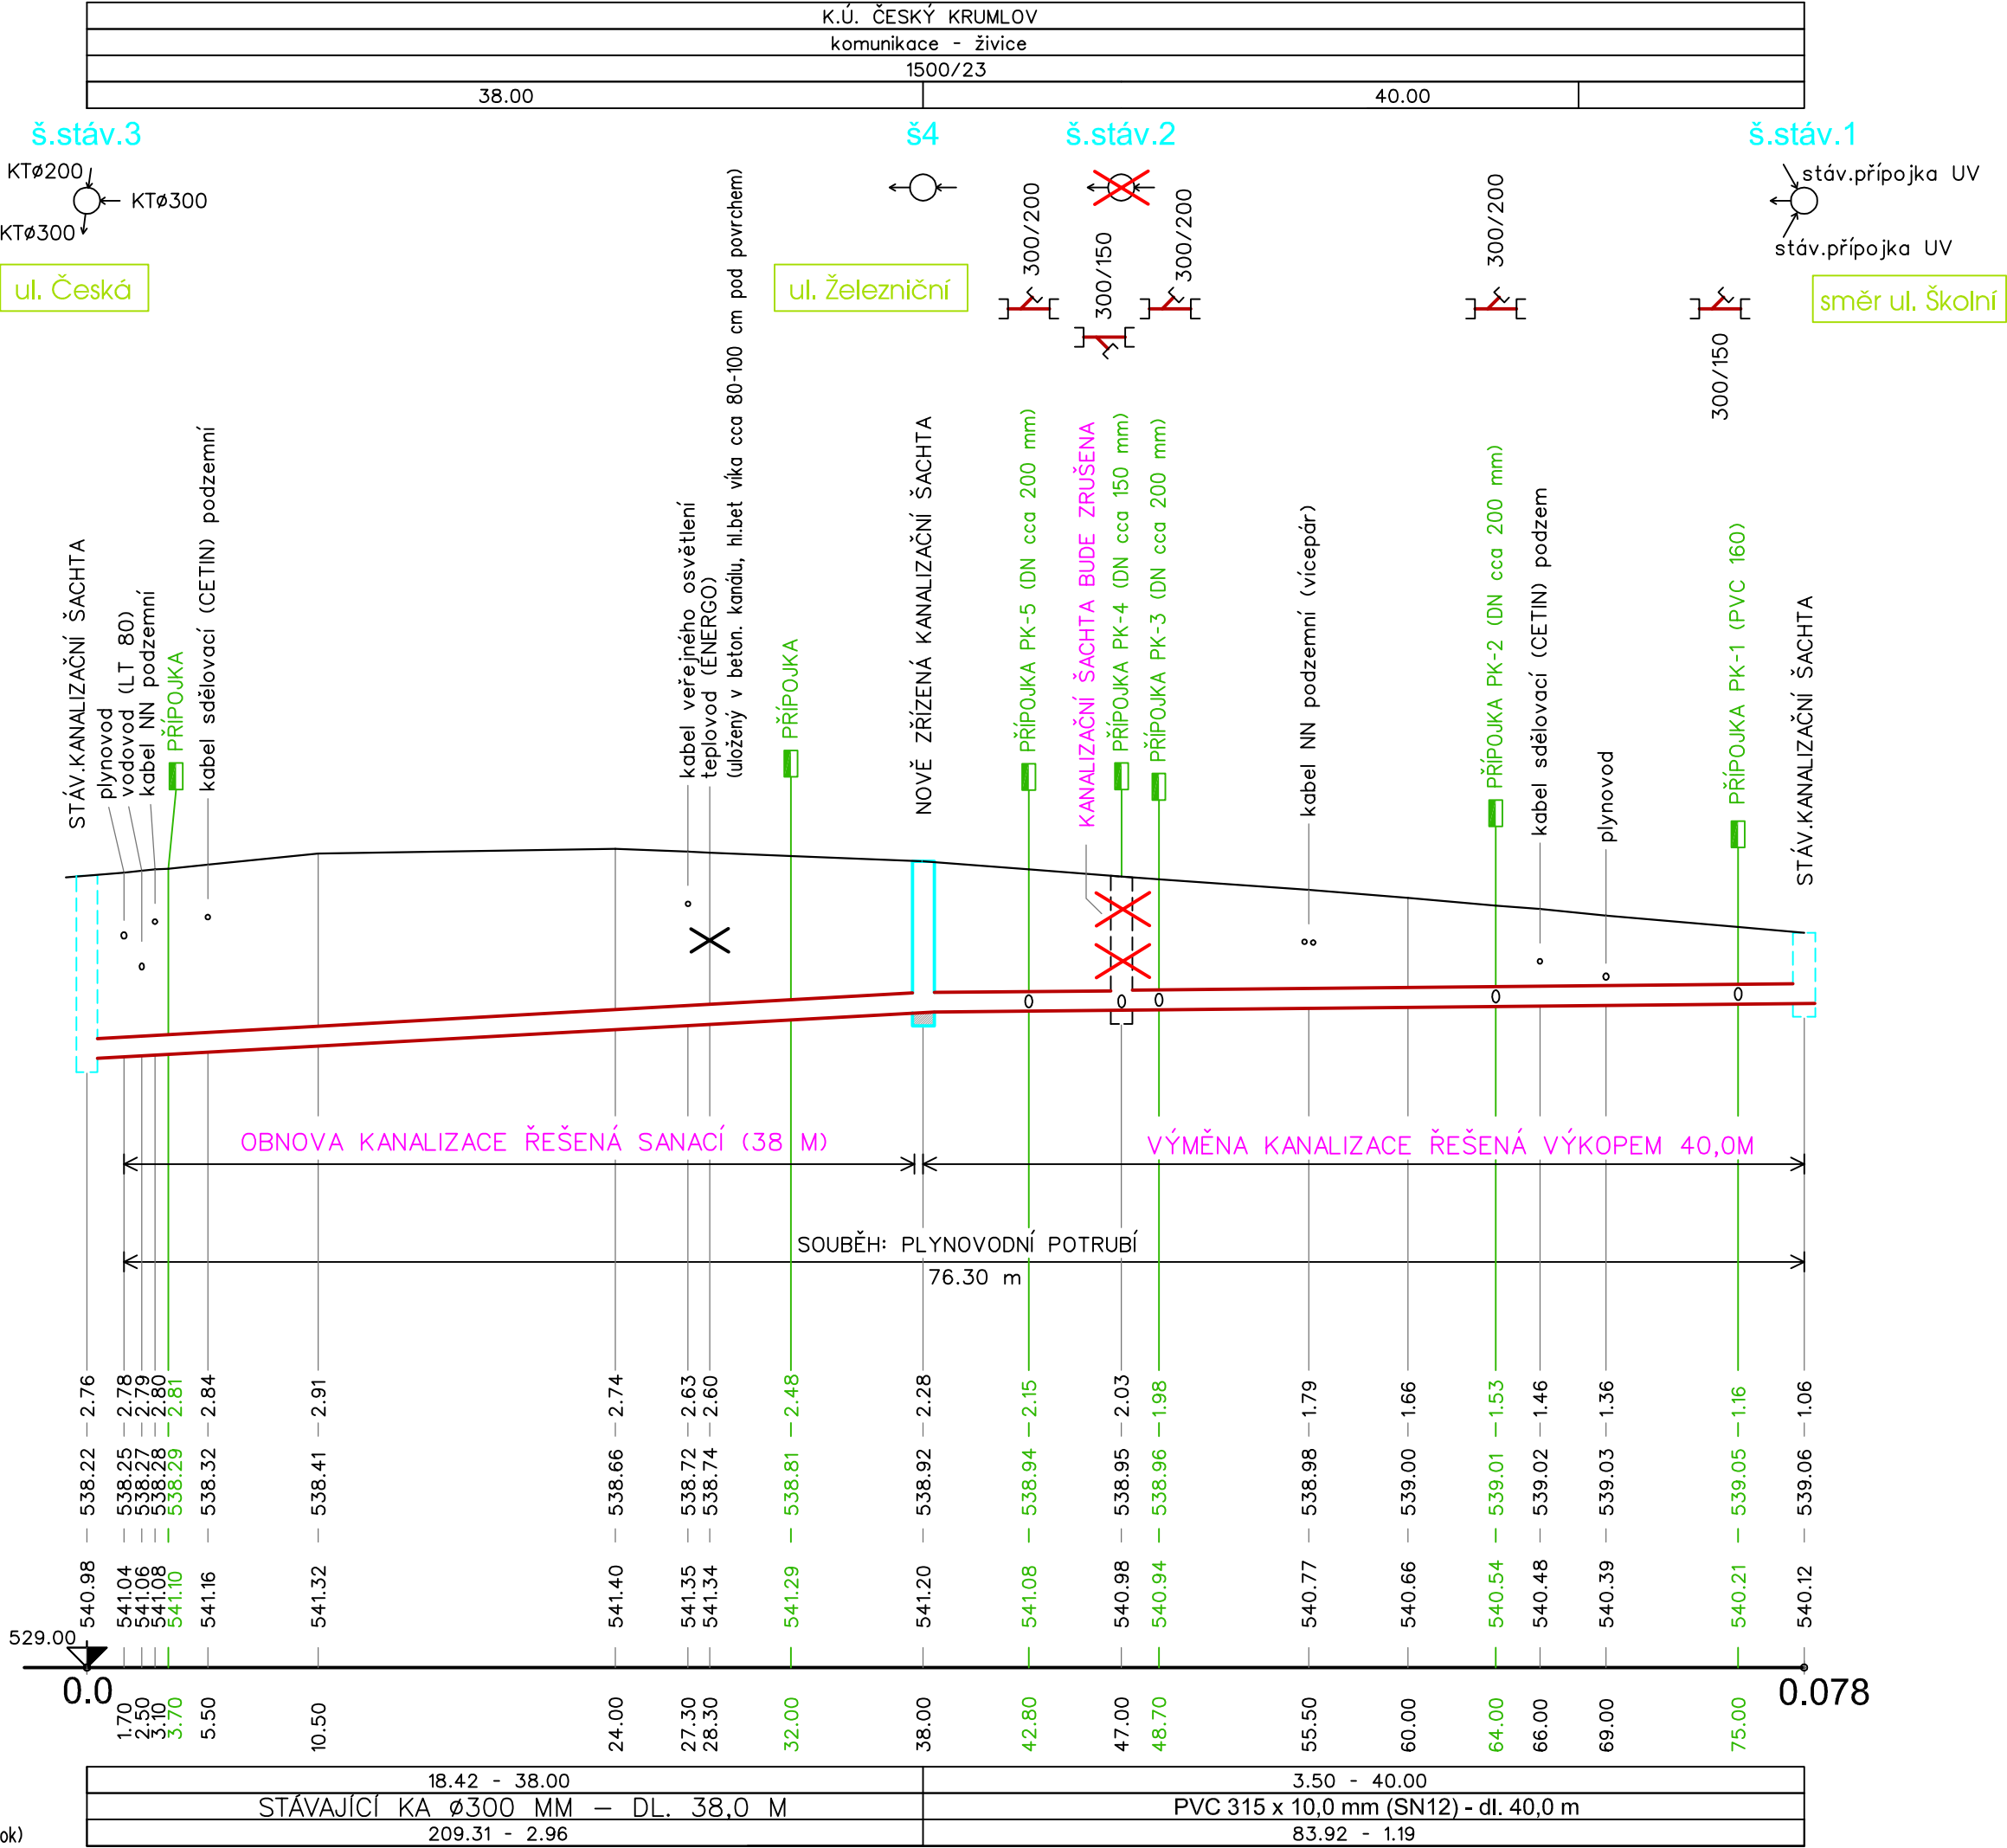 K.Ú. ČESKÝ KRUMLOV
komunikace - živice
1500/23
38.00
40.00
š.stáv.3
š4
š.stáv.2
š.stáv.1
KTø200
KTø300
KTø300
stáv.přípojka UV
stáv.přípojka UV
ul. Česká
ul. Železniční
směr ul. Školní
300/200
300/150
300/200
300/200
300/150
STÁV.KANALIZAČNÍ ŠACHTA
plynovod
vodovod (LT 80)
kabel NN podzemní
PŘÍPOJKA
kabel sdělovací (CETIN) podzemní
kabel veřejného osvětlení
teplovod (ENERGO)
(uložený v beton. kanálu, hl.bet víka cca 80-100 cm pod povrchem)
PŘÍPOJKA
NOVĚ ZŘÍZENÁ KANALIZAČNÍ ŠACHTA
PŘÍPOJKA PK-5 (DN cca 200 mm)
KANALIZAČNÍ ŠACHTA BUDE ZRUŠENA
PŘÍPOJKA PK-4 (DN cca 150 mm)
PŘÍPOJKA PK-3 (DN cca 200 mm)
kabel NN podzemní (vícepár)
PŘÍPOJKA PK-2 (DN cca 200 mm)
kabel sdělovací (CETIN) podzem
plynovod
PŘÍPOJKA PK-1 (PVC 160)
STÁV.KANALIZAČNÍ ŠACHTA
OBNOVA KANALIZACE ŘEŠENÁ SANACÍ (38 M)
VÝMĚNA KANALIZACE ŘEŠENÁ VÝKOPEM 40,0M
SOUBĚH: PLYNOVODNÍ POTRUBÍ
76.30 m
540.98 — 538.22 — 2.76
541.04 — 538.25 — 2.78
541.06 — 538.27 — 2.79
541.08 — 538.28 — 2.80
541.10 — 538.29 — 2.81
541.16 — 538.32 — 2.84
541.32 — 538.41 — 2.91
541.40 — 538.66 — 2.74
541.35 — 538.72 — 2.63
541.34 — 538.74 — 2.60
541.29 — 538.81 — 2.48
541.20 — 538.92 — 2.28
541.08 — 538.94 — 2.15
540.98 — 538.95 — 2.03
540.94 — 538.96 — 1.98
540.77 — 538.98 — 1.79
540.66 — 539.00 — 1.66
540.54 — 539.01 — 1.53
540.48 — 539.02 — 1.46
540.39 — 539.03 — 1.36
540.21 — 539.05 — 1.16
540.12 — 539.06 — 1.06
529.00
0.0
0.078
1.70
2.50
3.10
3.70
5.50
10.50
24.00
27.30
28.30
32.00
38.00
42.80
47.00
48.70
55.50
60.00
64.00
66.00
69.00
75.00
18.42 - 38.00
3.50 - 40.00
STÁVAJÍCÍ KA ø300 MM — DL. 38,0 M
PVC 315 x 10,0 mm (SN12) - dl. 40,0 m
ok)
209.31 - 2.96
83.92 - 1.19